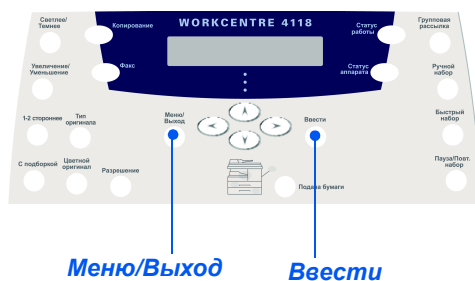 Светлее/
Темнее
Копирование
WORKCENTRE 4118
Статус
работы
Групповая
рассылка
Увеличение/
Уменьшение
Факс
Статус
аппарата
Ручной
набор
1-2 стороннее
Тип
оригинала
Меню/
Выход
Ввести
Быстрый
набор
С подборкой
Цветной
оригинал
Разрешение
Подача бумаги
Пауза/Повт.
набор
Меню/Выход
Ввести